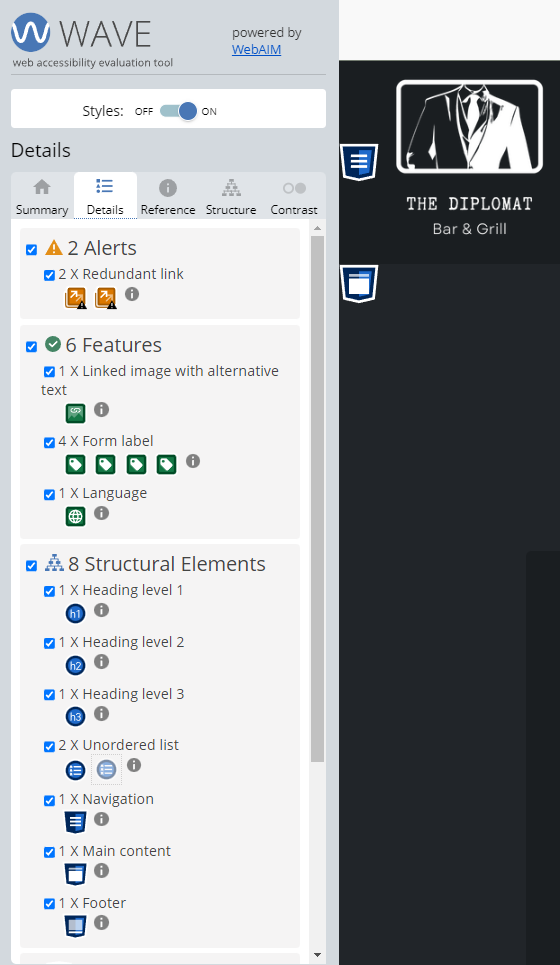 WAVE
web accessibility evaluation tool
powered by
WebAIM
Styles: OFF ON
Details
Summary Details Reference Structure Contrast
2 Alerts
2 X Redundant link
6 Features
1 X Linked image with alternative
text
4 X Form label
1 X Language
8 Structural Elements
1 X Heading level 1
h1
1 X Heading level 2
h2
1 X Heading level 3
h3
2 X Unordered list
1 X Navigation
1 X Main content
1 X Footer
THE DIPLOMAT
Bar & Grill